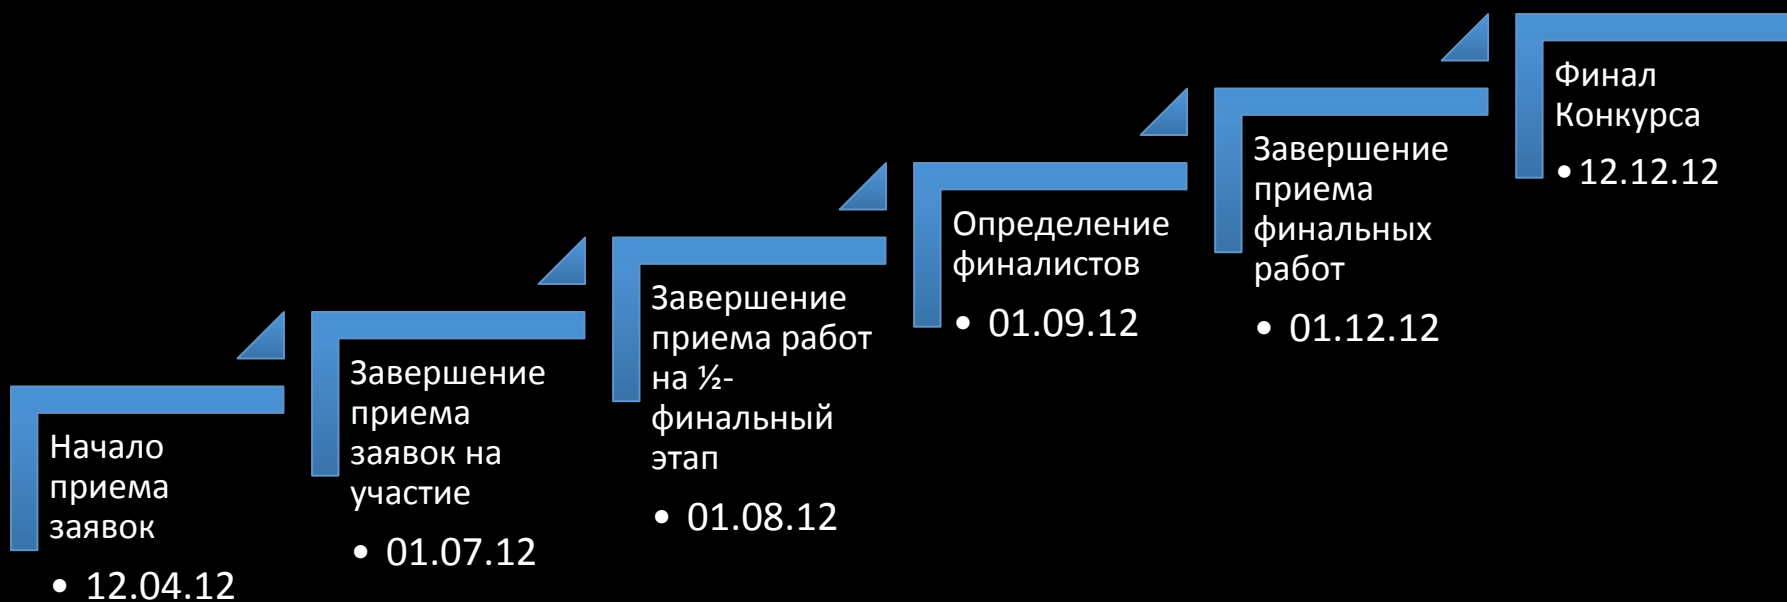 Начало
приема
заявок
• 12.04.12
Завершение
приема
заявок на
участие
• 01.07.12
Завершение
приема работ
на ½-
финальный
этап
• 01.08.12
Определение
финалистов
• 01.09.12
Завершение
приема
финальных
работ
• 01.12.12
Финал
Конкурса
• 12.12.12